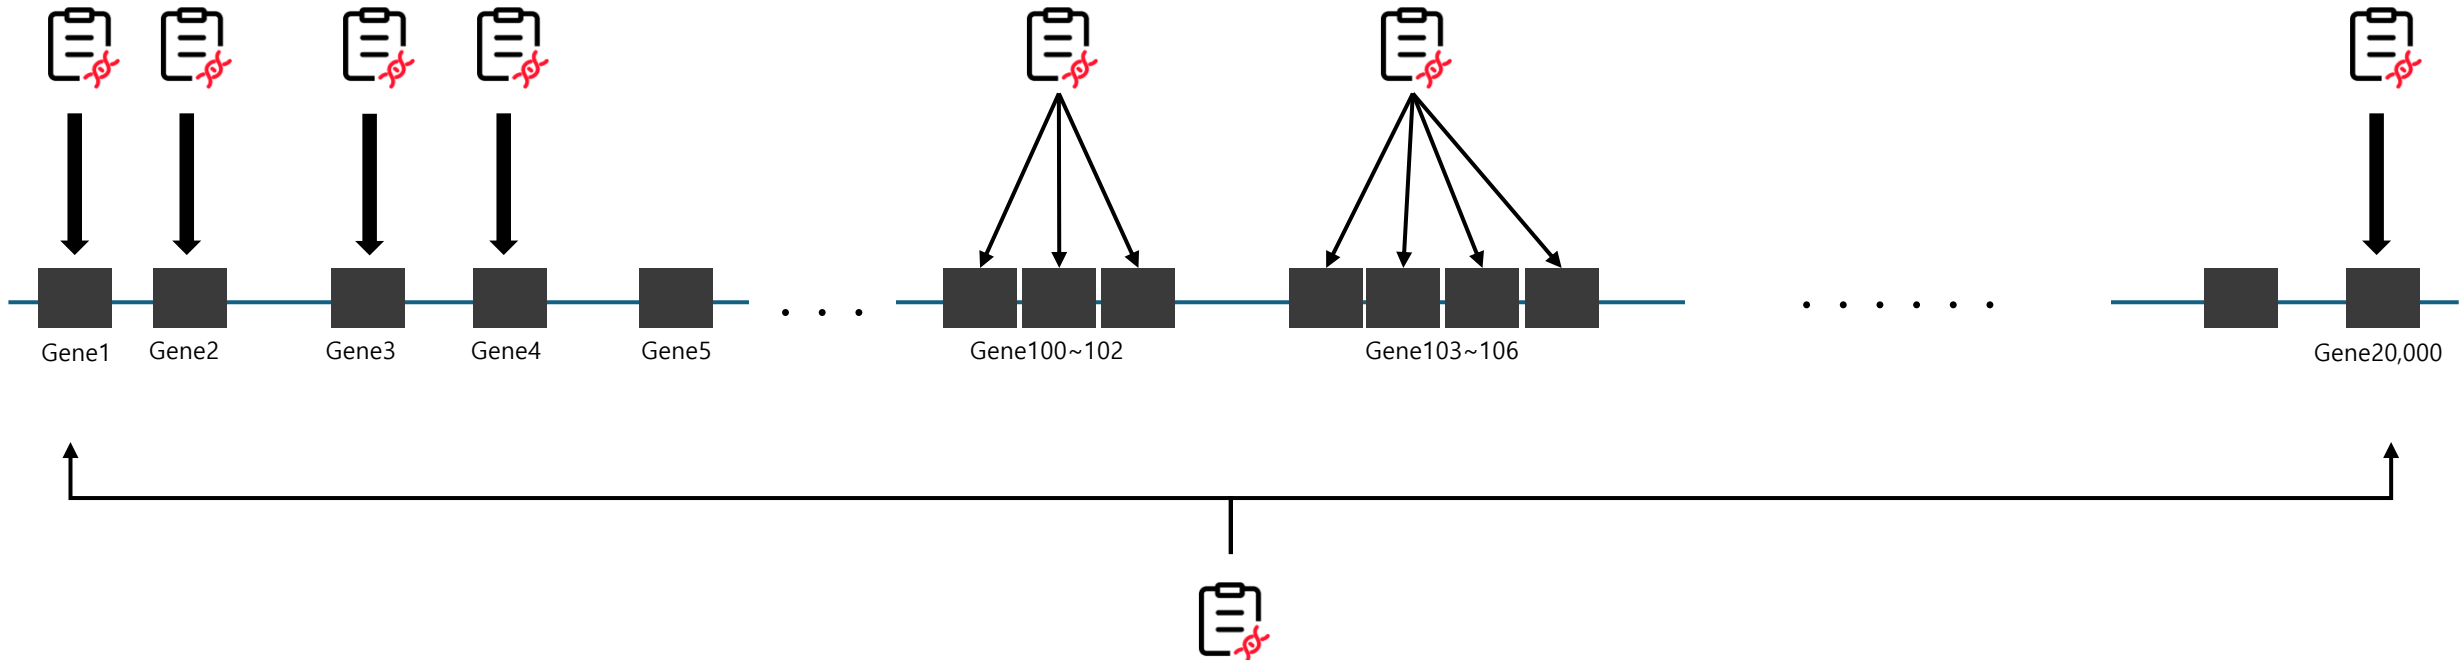 Gene1
Gene2
Gene3
Gene4
Gene5
. . .
Gene100~102
Gene103~106
. . . . . .
Gene20,000